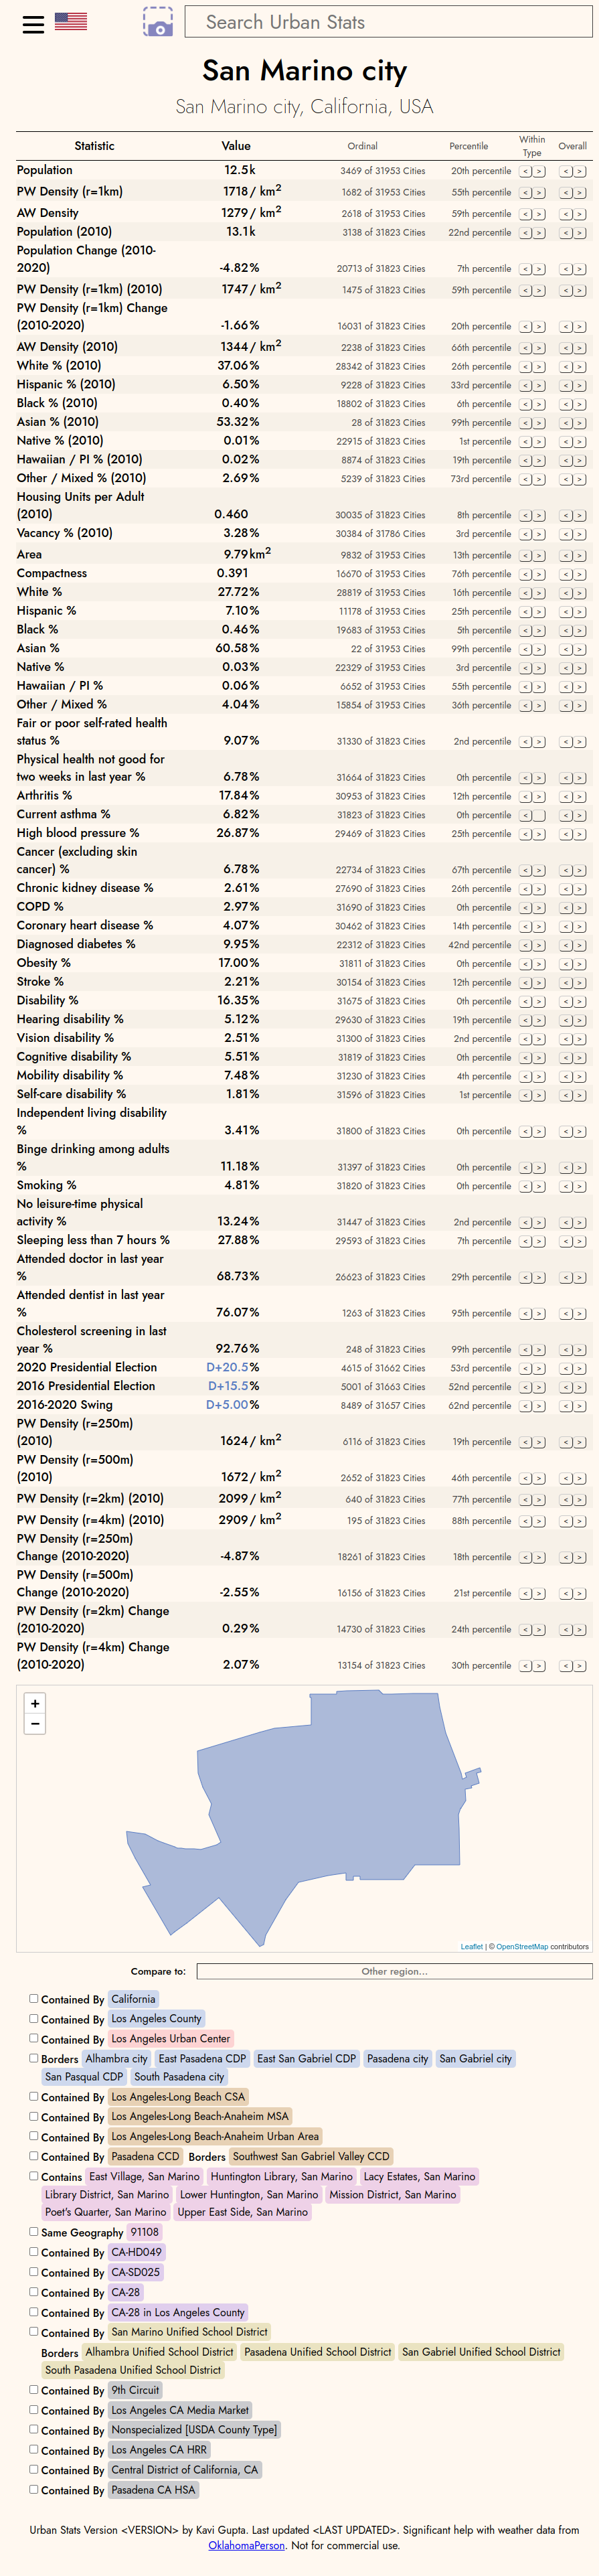 Search Urban Stats
San Marino city
San Marino city, California, USA
Statistic Value Ordinal Percentile Within Type Overall
Population 12.5k 3469 of 31953 Cities 20th percentile < > < >
PW Density (r=1km) 1718 / km2 1682 of 31953 Cities 55th percentile < > < >
AW Density 1279 / km2 2618 of 31953 Cities 59th percentile < > < >
Population (2010) 13.1k 3138 of 31823 Cities 22nd percentile < > < >
Population Change (2010-
2020) -4.82% 20713 of 31823 Cities 7th percentile < > < >
PW Density (r=1km) (2010) 1747 / km2 1475 of 31823 Cities 59th percentile < > < >
PW Density (r=1km) Change
(2010-2020) -1.66% 16031 of 31823 Cities 20th percentile < > < >
AW Density (2010) 1344 / km2 2238 of 31823 Cities 66th percentile < > < >
White % (2010) 37.06% 28342 of 31823 Cities 26th percentile < > < >
Hispanic % (2010) 6.50% 9228 of 31823 Cities 33rd percentile < > < >
Black % (2010) 0.40% 18802 of 31823 Cities 6th percentile < > < >
Asian % (2010) 53.32% 28 of 31823 Cities 99th percentile < > < >
Native % (2010) 0.01% 22915 of 31823 Cities 1st percentile < > < >
Hawaiian / PI % (2010) 0.02% 8874 of 31823 Cities 19th percentile < > < >
Other / Mixed % (2010) 2.69% 5239 of 31823 Cities 73rd percentile < > < >
Housing Units per Adult
(2010) 0.460 30035 of 31823 Cities 8th percentile < > < >
Vacancy % (2010) 3.28% 30384 of 31786 Cities 3rd percentile < > < >
Area 9.79 km2 9832 of 31953 Cities 13th percentile < > < >
Compactness 0.391 16670 of 31953 Cities 76th percentile < > < >
White % 27.72% 28819 of 31953 Cities 16th percentile < > < >
Hispanic % 7.10% 11178 of 31953 Cities 25th percentile < > < >
Black % 0.46% 19683 of 31953 Cities 5th percentile < > < >
Asian % 60.58% 22 of 31953 Cities 99th percentile < > < >
Native % 0.03% 22329 of 31953 Cities 3rd percentile < > < >
Hawaiian / PI % 0.06% 6652 of 31953 Cities 55th percentile < > < >
Other / Mixed % 4.04% 15854 of 31953 Cities 36th percentile < > < >
Fair or poor self-rated health
status % 9.07% 31330 of 31823 Cities 2nd percentile < > < >
Physical health not good for
two weeks in last year % 6.78% 31664 of 31823 Cities 0th percentile < > < >
Arthritis % 17.84% 30953 of 31823 Cities 12th percentile < > < >
Current asthma % 6.82% 31823 of 31823 Cities 0th percentile < < >
High blood pressure % 26.87% 29469 of 31823 Cities 25th percentile < > < >
Cancer (excluding skin
cancer) % 6.78% 22734 of 31823 Cities 67th percentile < > < >
Chronic kidney disease % 2.61% 27690 of 31823 Cities 26th percentile < > < >
COPD % 2.97% 31690 of 31823 Cities 0th percentile < > < >
Coronary heart disease % 4.07% 30462 of 31823 Cities 14th percentile < > < >
Diagnosed diabetes % 9.95% 22312 of 31823 Cities 42nd percentile < > < >
Obesity % 17.00% 31811 of 31823 Cities 0th percentile < > < >
Stroke % 2.21% 30154 of 31823 Cities 12th percentile < > < >
Disability % 16.35% 31675 of 31823 Cities 0th percentile < > < >
Hearing disability % 5.12% 29630 of 31823 Cities 19th percentile < > < >
Vision disability % 2.51% 31300 of 31823 Cities 2nd percentile < > < >
Cognitive disability % 5.51% 31819 of 31823 Cities 0th percentile < > < >
Mobility disability % 7.48% 31230 of 31823 Cities 4th percentile < > < >
Self-care disability % 1.81% 31596 of 31823 Cities 1st percentile < > < >
Independent living disability
% 3.41% 31800 of 31823 Cities 0th percentile < > < >
Binge drinking among adults
% 11.18% 31397 of 31823 Cities 0th percentile < > < >
Smoking % 4.81% 31820 of 31823 Cities 0th percentile < > < >
No leisure-time physical
activity % 13.24% 31447 of 31823 Cities 2nd percentile < > < >
Sleeping less than 7 hours % 27.88% 29593 of 31823 Cities 7th percentile < > < >
Attended doctor in last year
% 68.73% 26623 of 31823 Cities 29th percentile < > < >
Attended dentist in last year
% 76.07% 1263 of 31823 Cities 95th percentile < > < >
Cholesterol screening in last
year % 92.76% 248 of 31823 Cities 99th percentile < > < >
2020 Presidential Election D+20.5% 4615 of 31662 Cities 53rd percentile < > < >
2016 Presidential Election D+15.5% 5001 of 31663 Cities 52nd percentile < > < >
2016-2020 Swing D+5.00% 8489 of 31657 Cities 62nd percentile < > < >
PW Density (r=250m)
(2010) 1624 / km2 6116 of 31823 Cities 19th percentile < > < >
PW Density (r=500m)
(2010) 1672 / km2 2652 of 31823 Cities 46th percentile < > < >
PW Density (r=2km) (2010) 2099 / km2 640 of 31823 Cities 77th percentile < > < >
PW Density (r=4km) (2010) 2909 / km2 195 of 31823 Cities 88th percentile < > < >
PW Density (r=250m)
Change (2010-2020) -4.87% 18261 of 31823 Cities 18th percentile < > < >
PW Density (r=500m)
Change (2010-2020) -2.55% 16156 of 31823 Cities 21st percentile < > < >
PW Density (r=2km) Change
(2010-2020) 0.29% 14730 of 31823 Cities 24th percentile < > < >
PW Density (r=4km) Change
(2010-2020) 2.07% 13154 of 31823 Cities 30th percentile < > < >
+
−
Leaflet | © OpenStreetMap contributors
Compare to: Other region...
Contained By California
Contained By Los Angeles County
Contained By Los Angeles Urban Center
Borders Alhambra city East Pasadena CDP East San Gabriel CDP Pasadena city San Gabriel city
San Pasqual CDP South Pasadena city
Contained By Los Angeles-Long Beach CSA
Contained By Los Angeles-Long Beach-Anaheim MSA
Contained By Los Angeles-Long Beach-Anaheim Urban Area
Contained By Pasadena CCD Borders Southwest San Gabriel Valley CCD
Contains East Village, San Marino Huntington Library, San Marino Lacy Estates, San Marino
Library District, San Marino Lower Huntington, San Marino Mission District, San Marino
Poet's Quarter, San Marino Upper East Side, San Marino
Same Geography 91108
Contained By CA-HD049
Contained By CA-SD025
Contained By CA-28
Contained By CA-28 in Los Angeles County
Contained By San Marino Unified School District
Borders Alhambra Unified School District Pasadena Unified School District San Gabriel Unified School District
South Pasadena Unified School District
Contained By 9th Circuit
Contained By Los Angeles CA Media Market
Contained By Nonspecialized [USDA County Type]
Contained By Los Angeles CA HRR
Contained By Central District of California, CA
Contained By Pasadena CA HSA
Urban Stats Version <VERSION> by Kavi Gupta. Last updated <LAST UPDATED>. Significant help with weather data from
OklahomaPerson. Not for commercial use.